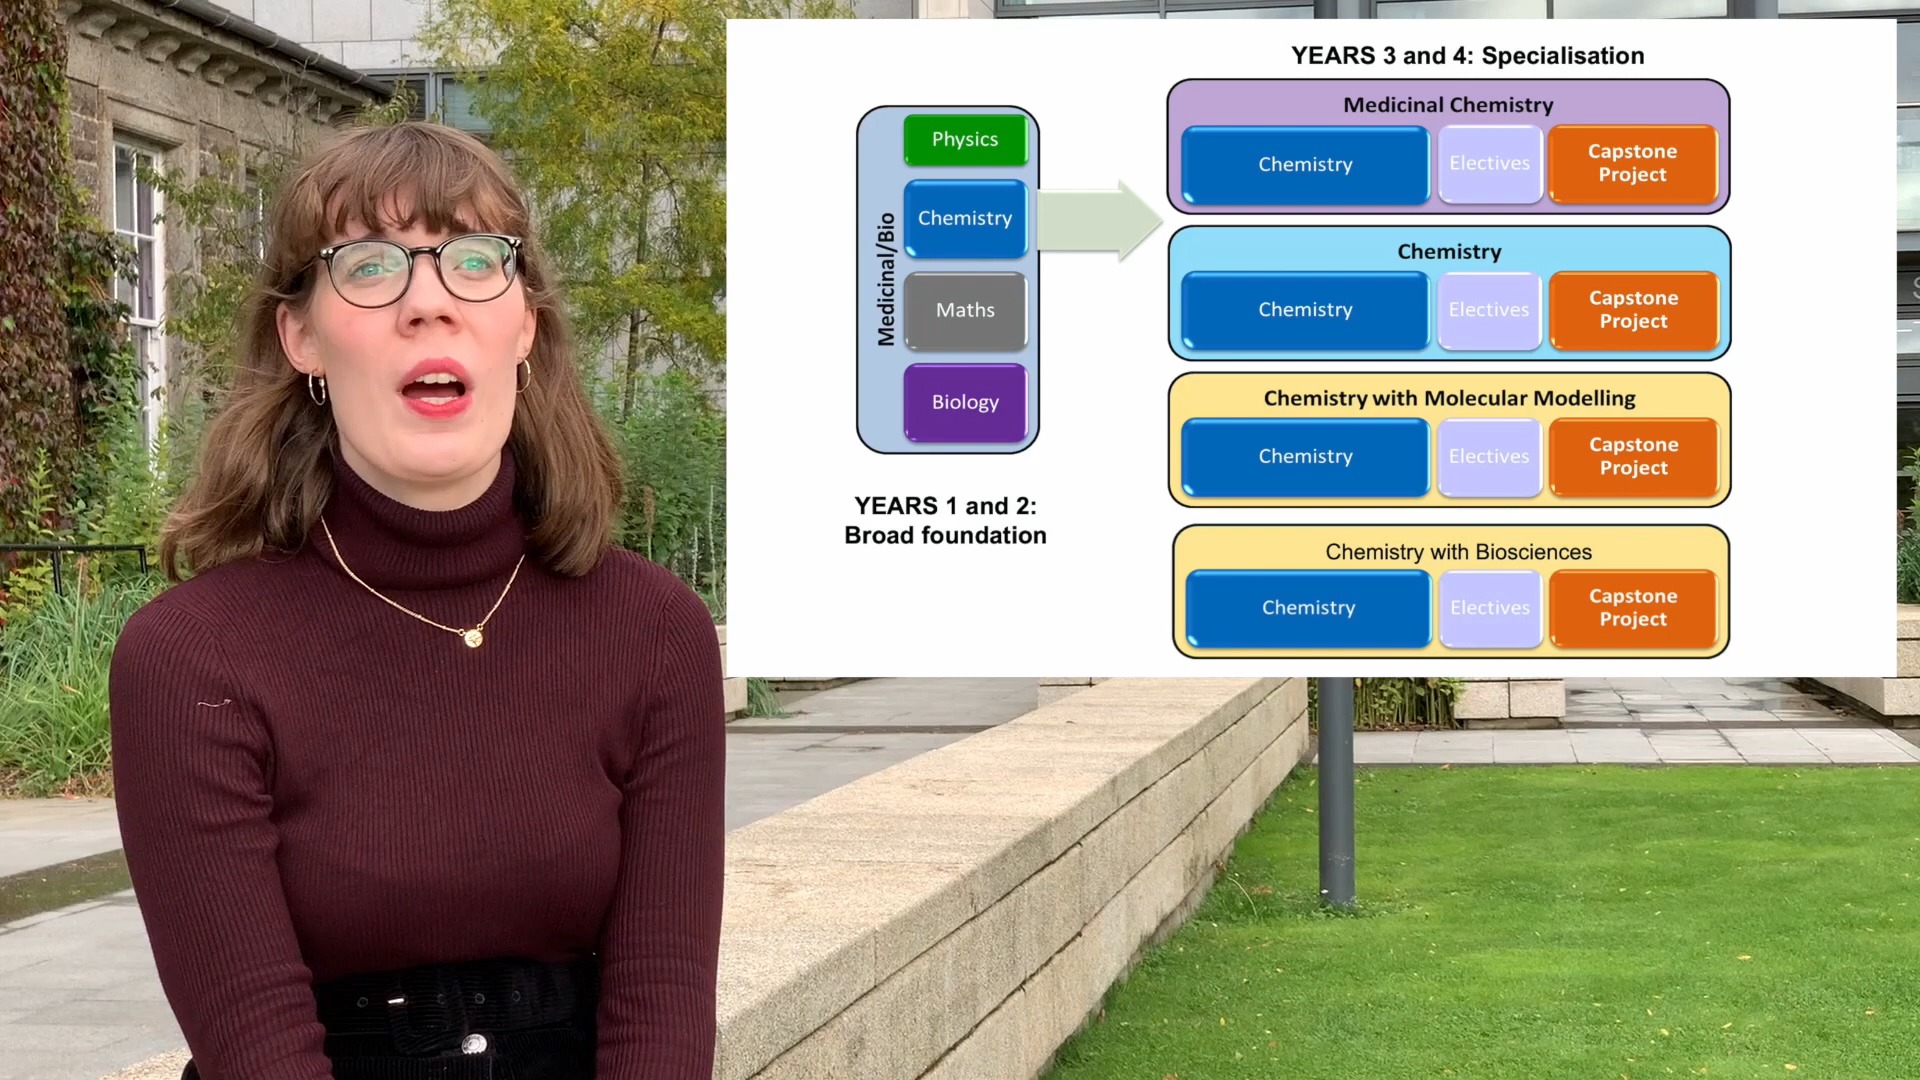 YEARS 3 and 4: Specialisation
Medicinal/Bio
Physics
Chemistry
Maths
Biology
YEARS 1 and 2:
Broad foundation
Medicinal Chemistry
Chemistry
Electives
Capstone
Project
Chemistry
Chemistry
Electives
Capstone
Project
Chemistry with Molecular Modelling
Chemistry
Electives
Capstone
Project
Chemistry with Biosciences
Chemistry
Electives
Capstone
Project